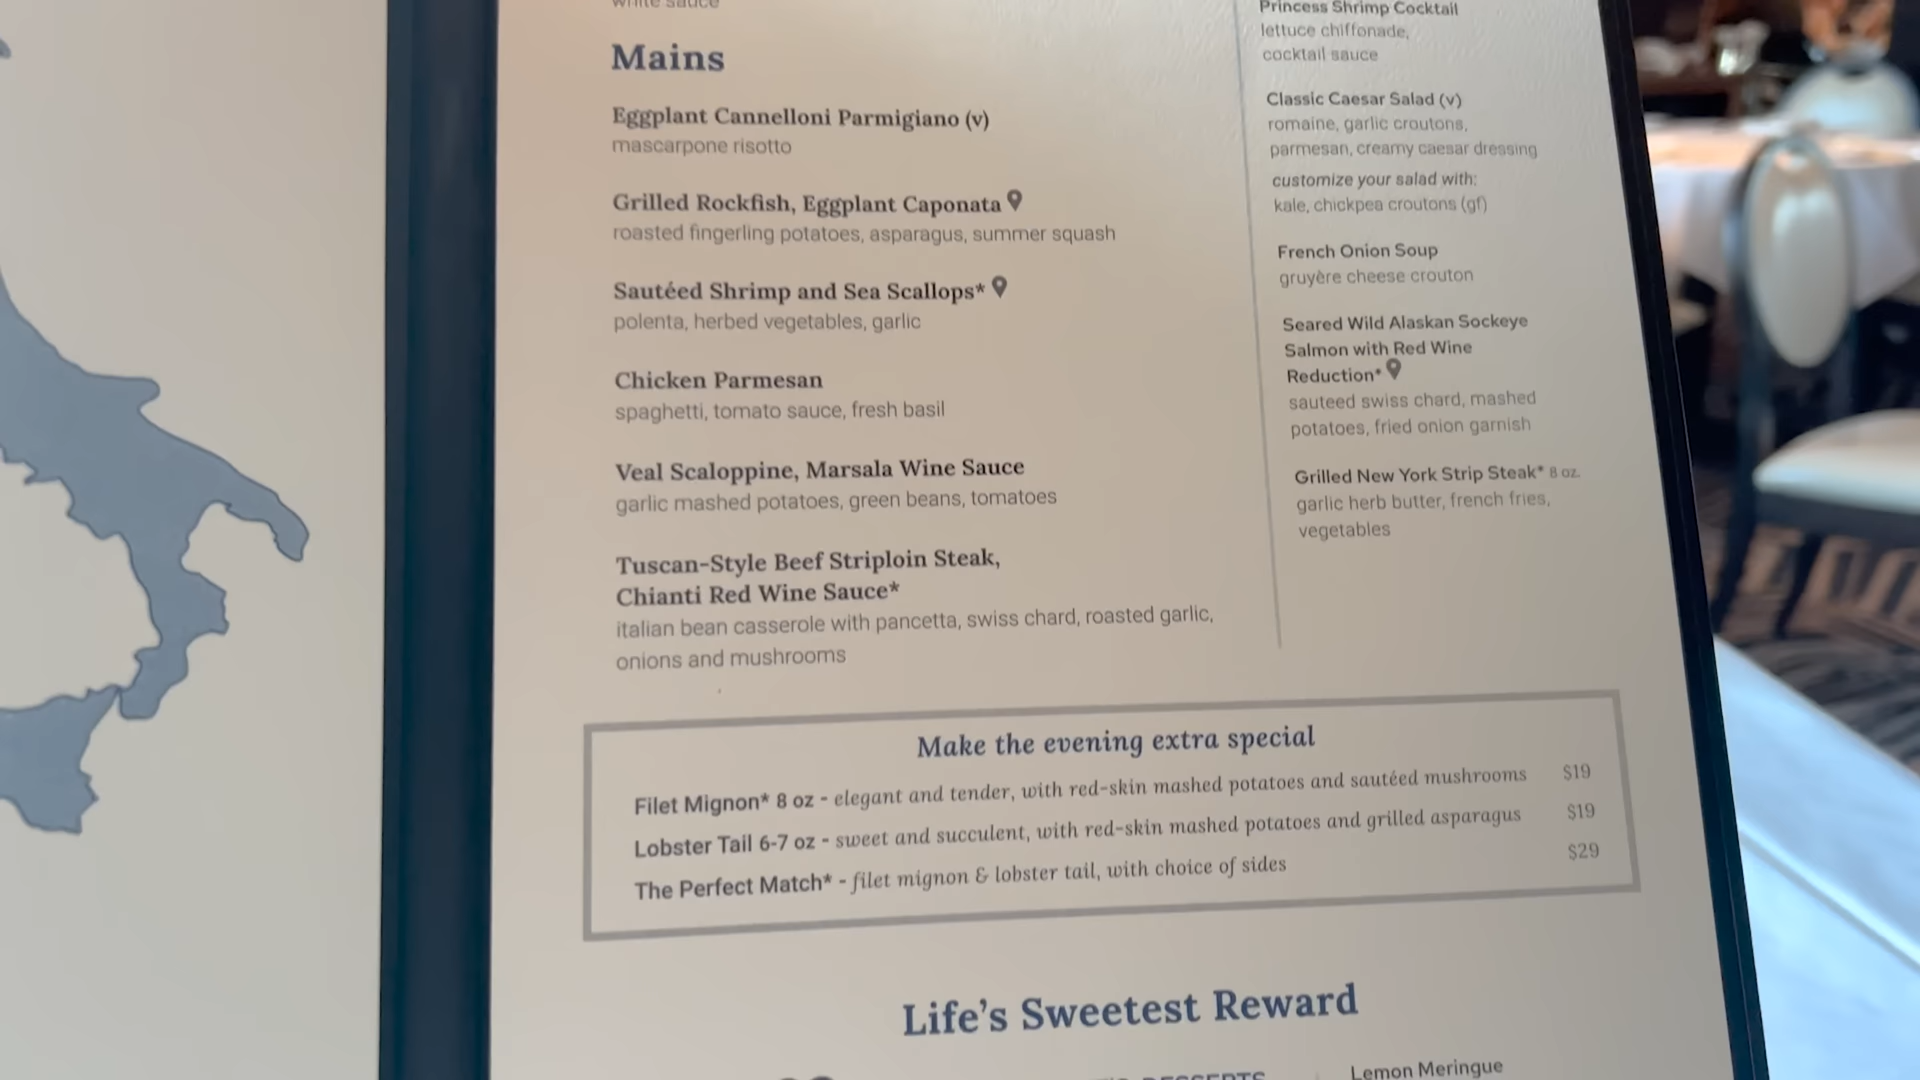 white sauce
Mains
Eggplant Cannelloni Parmigiano (v)
mascarpone risotto
Grilled Rockfish, Eggplant Caponata
roasted fingerling potatoes, asparagus, summer squash
Sautéed Shrimp and Sea Scallops*
polenta, herbed vegetables, garlic
Chicken Parmesan
spaghetti, tomato sauce, fresh basil
Veal Scaloppine, Marsala Wine Sauce
garlic mashed potatoes, green beans, tomatoes
Tuscan-Style Beef Striploin Steak,
Chianti Red Wine Sauce*
italian bean casserole with pancetta, swiss chard, roasted garlic,
onions and mushrooms
Princess Shrimp Cocktail
lettuce chiffonade,
cocktail sauce
Classic Caesar Salad (v)
romaine, garlic croutons,
parmesan, creamy caesar dressing
customize your salad with:
kale, chickpea croutons (gf)
French Onion Soup
gruyère cheese crouton
Seared Wild Alaskan Sockeye
Salmon with Red Wine
Reduction*
sauteed swiss chard, mashed
potatoes, fried onion garnish
Grilled New York Strip Steak* 8 oz.
garlic herb butter, french fries,
vegetables
Make the evening extra special
Filet Mignon* 8 oz - elegant and tender, with red-skin mashed potatoes and sautéed mushrooms $19
Lobster Tail 6-7 oz - sweet and succulent, with red-skin mashed potatoes and grilled asparagus $19
The Perfect Match* - filet mignon & lobster tail, with choice of sides $29
Life's Sweetest Reward
DESSERTS
Lemon Meringue